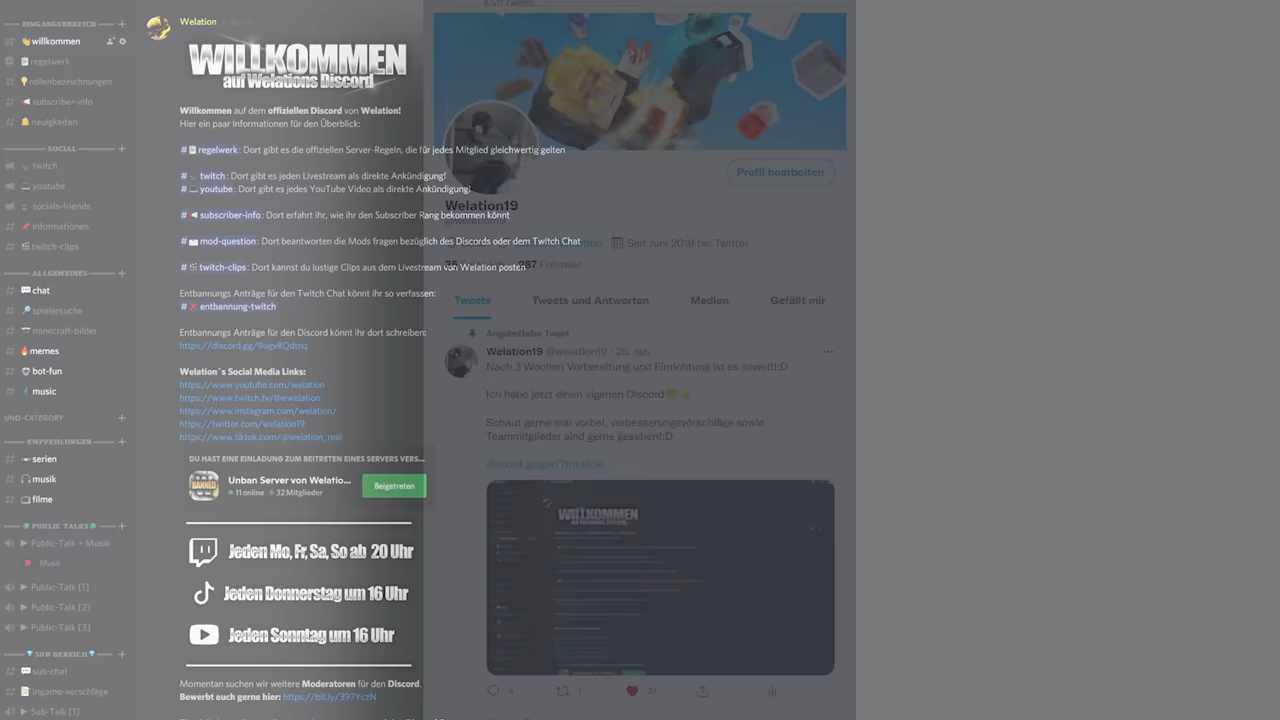 EINGANGSBEREICH
willkommen
regelwerk
rollenbezeichnungen
subscriber-info
neuigkeiten
SOCIAL
twitch
youtube
socials-friends
informationen
twitch-clips
ALLGEMEINES
chat
spielersuche
minecraft-bilder
memes
bot-fun
music
UNO-CATEGORY
EMPFEHLUNGEN
serien
musik
filme
PUBLIC TALKS
Public-Talk + Musik
Music
Public-Talk [1]
Public-Talk [2]
Public-Talk [3]
SUB BEREICH
sub-chat
ingame-vorschläge
Sub-Talk [1]
Welation
WILLKOMMEN
auf Welations Discord
Willkommen auf dem offiziellen Discord von Welation!
Hier ein paar Informationen für den Überblick:
# regelwerk: Dort gibt es die offiziellen Server-Regeln, die für jedes Mitglied gleichwertig gelten
# twitch: Dort gibt es jeden Livestream als direkte Ankündigung!
# youtube: Dort gibt es jedes YouTube Video als direkte Ankündigung!
# subscriber-info: Dort erfahrt ihr, wie ihr den Subscriber Rang bekommen könnt
# mod-question: Dort beantworten die Mods fragen bezüglich des Discords oder dem Twitch Chat
# twitch-clips: Dort kannst du lustige Clips aus dem Livestream von Welation posten
Entbannungs Anträge für den Twitch Chat könnt ihr so verfassen:
# entbannung-twitch
Entbannungs Anträge für den Discord könnt ihr dort schreiben:
https://discord.gg/9ugvRQdtnq
Welation´s Social Media Links:
https://www.youtube.com/welation
https://www.twitch.tv/thewelation
https://www.instagram.com/welation/
https://twitter.com/welation19
https://www.tiktok.com/@welation_real
DU HAST EINE EINLADUNG ZUM BEITRETEN EINES SERVERS VERS...
BANNED
Unban Server von Welatio...
11 online 32 Mitglieder
Beigetreten
Jeden Mo, Fr, Sa, So ab 20 Uhr
Jeden Donnerstag um 16 Uhr
Jeden Sonntag um 16 Uhr
Momentan suchen wir weitere Moderatoren für den Discord.
Bewerbt euch gerne hier: https://bit.ly/397YczN
Profil bearbeiten
Welation19
Seit Juni 2019 bei Twitter
Follower
Tweets
Tweets und Antworten
Medien
Gefällt mir
Angehefteter Tweet
Welation19 @welation19 · 25. Jan.
Nach 3 Wochen Vorbereitung und Einrichtung ist es soweit!:D
Ich habe jetzt einen eigenen Discord
Schaut gerne mal vorbei, verbesserungsvörschläge sowie
Teammitglieder sind gerne gesehen!:D
WILLKOMMEN
6
1